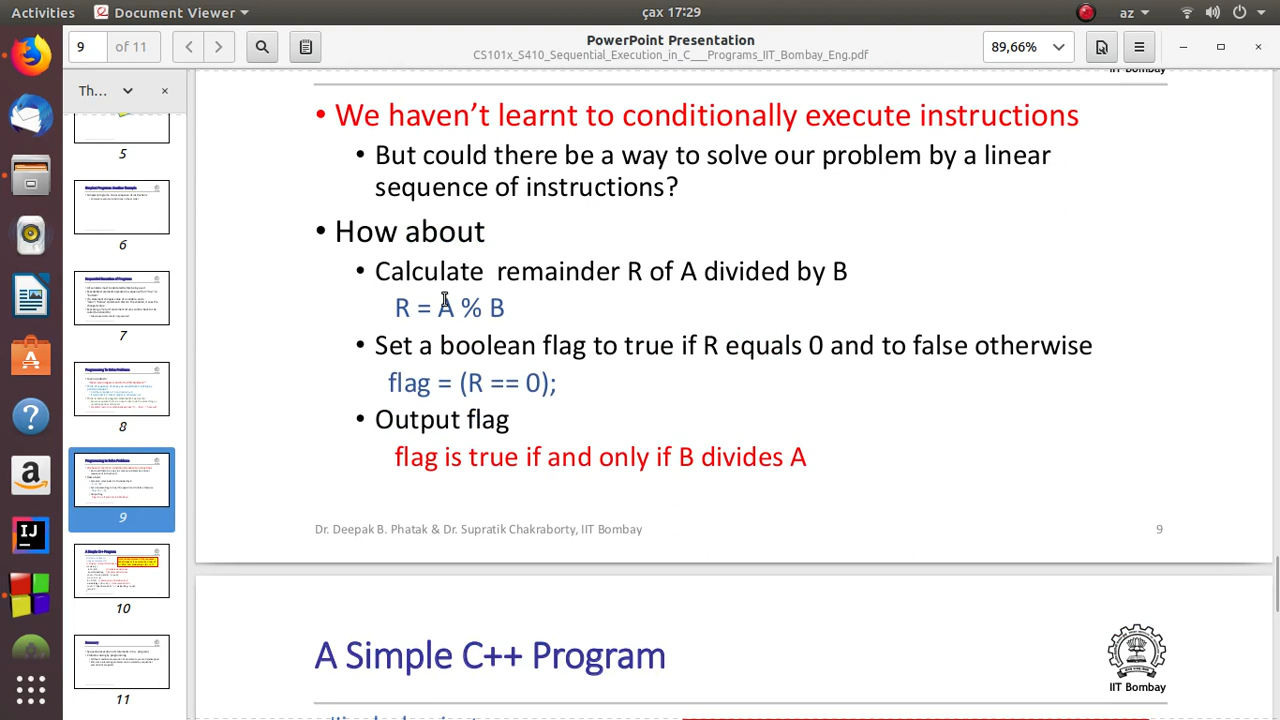 Activities
Document Viewer
çax 17:29
az
9
of 11
PowerPoint Presentation
CS101x_S410_Sequential_Execution_in_C___Programs_IIT_Bombay_Eng.pdf
89,66%
Th…
5
6
7
8
9
10
11
IIT Bombay
• We haven’t learnt to conditionally execute instructions
• But could there be a way to solve our problem by a linear
sequence of instructions?
• How about
• Calculate remainder R of A divided by B
R = A % B
• Set a boolean flag to true if R equals 0 and to false otherwise
flag = (R == 0);
• Output flag
flag is true if and only if B divides A
Dr. Deepak B. Phatak & Dr. Supratik Chakraborty, IIT Bombay
9
A Simple C++ Program
IIT Bombay